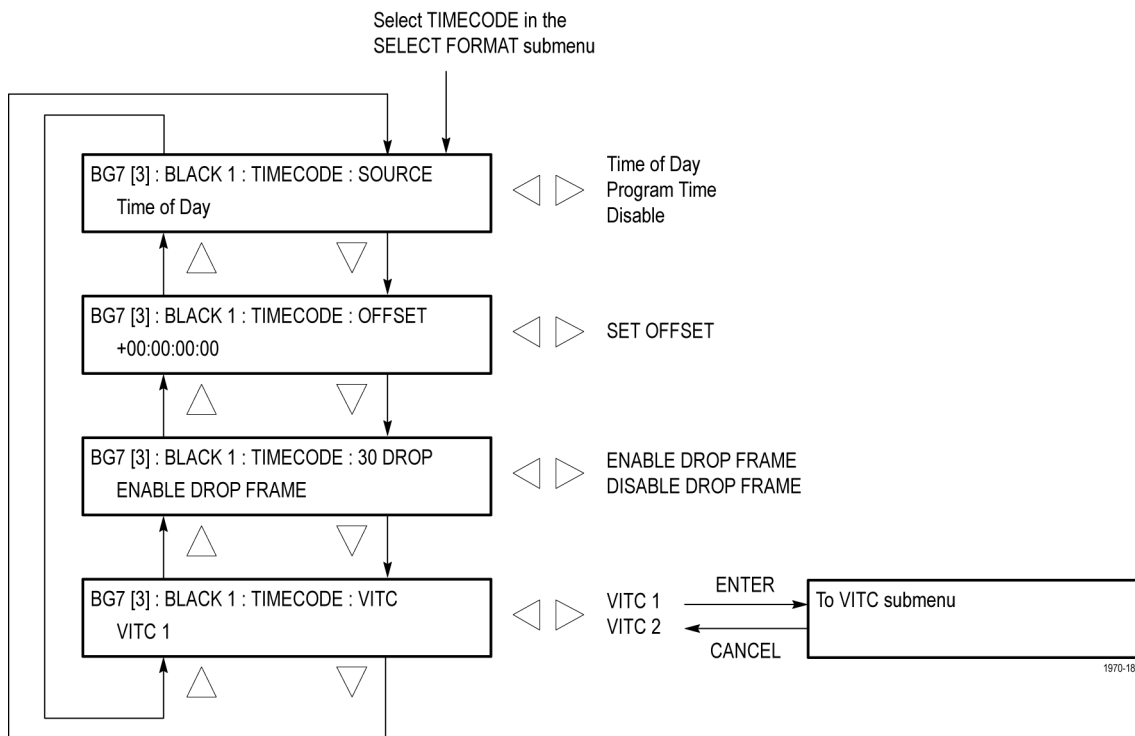 Select TIMECODE in the
SELECT FORMAT submenu
BG7 [3] : BLACK 1 : TIMECODE : SOURCE
Time of Day
Time of Day
Program Time
Disable
BG7 [3] : BLACK 1 : TIMECODE : OFFSET
+00:00:00:00
SET OFFSET
BG7 [3] : BLACK 1 : TIMECODE : 30 DROP
ENABLE DROP FRAME
ENABLE DROP FRAME
DISABLE DROP FRAME
BG7 [3] : BLACK 1 : TIMECODE : VITC
VITC 1
VITC 1
VITC 2
ENTER
CANCEL
To VITC submenu
1970-18